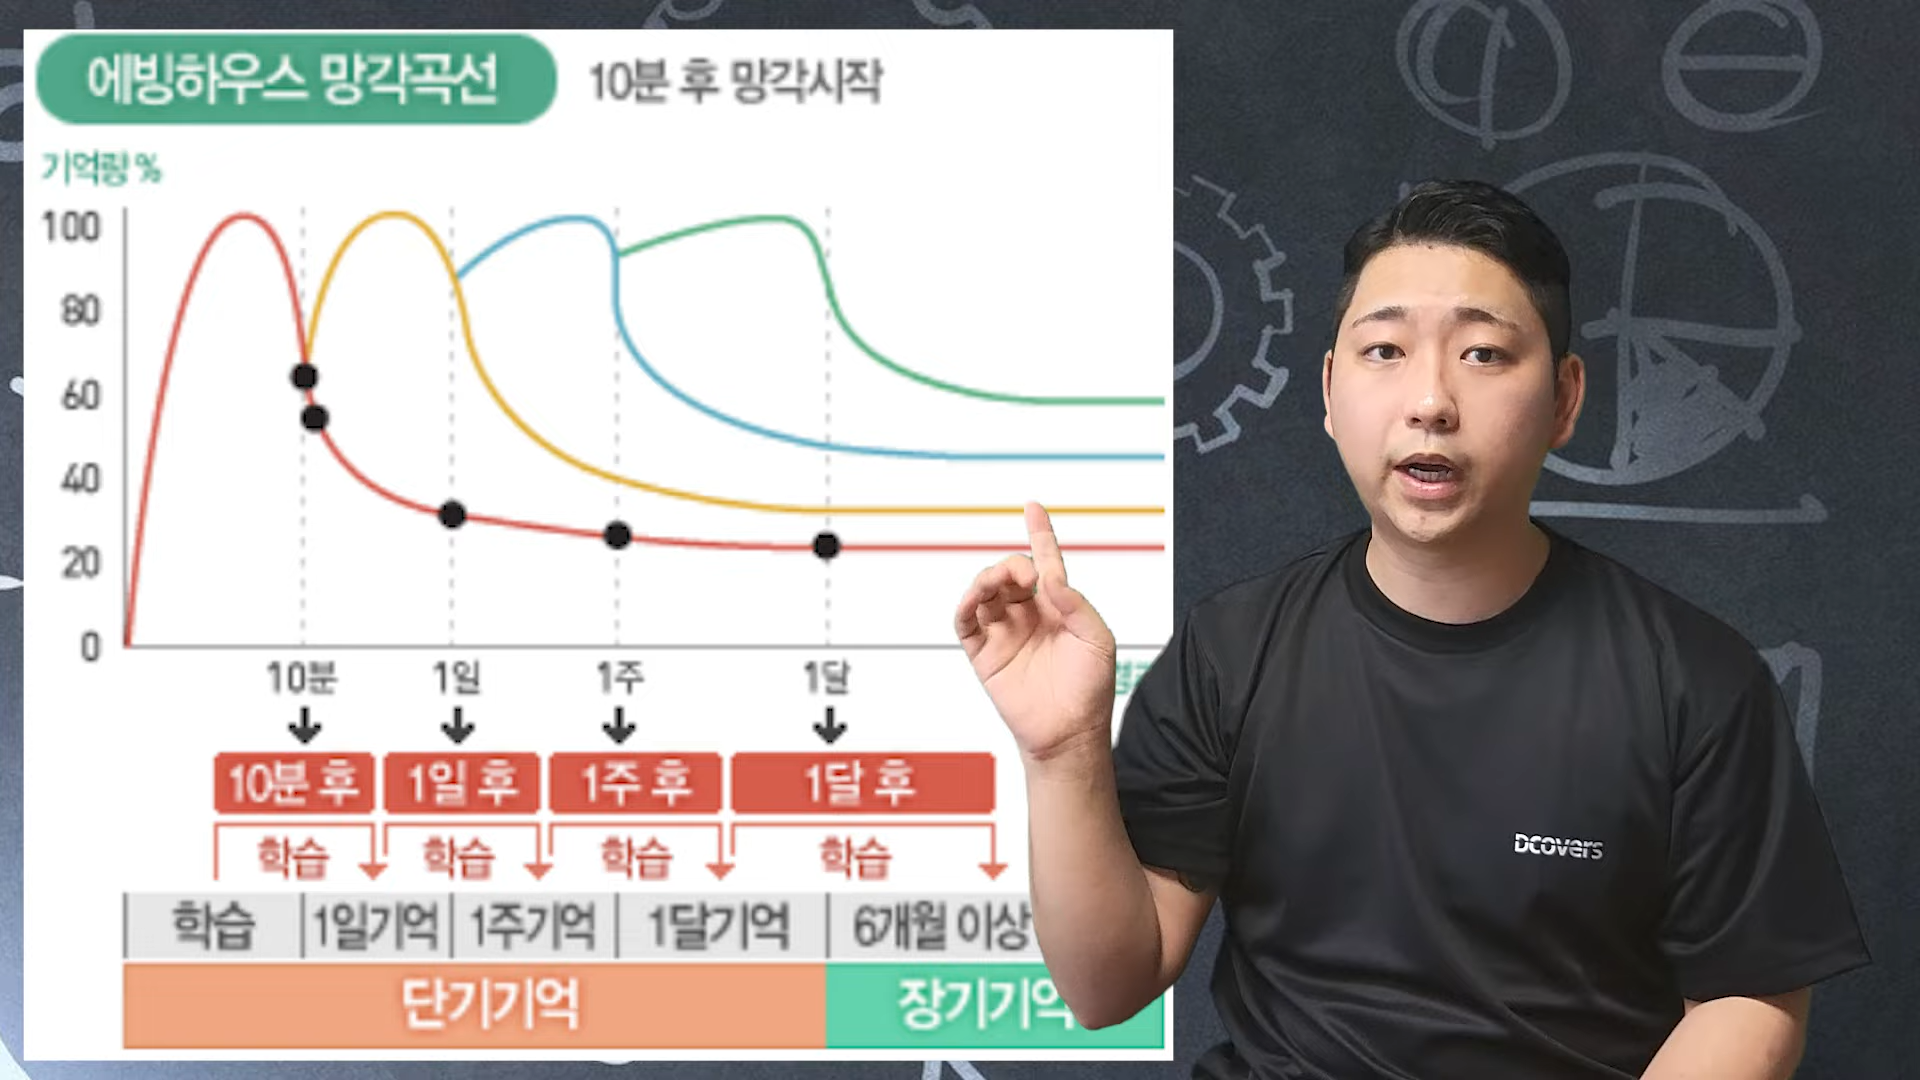 에빙하우스 망각곡선 10분 후 망각시작
기억량 %
100
80
60
40
20
0
10분 1일 1주 1달
10분 후 1일 후 1주 후 1달 후
학습 학습 학습 학습
학습 1일기억 1주기억 1달기억 6개월 이상
단기기억 장기기억
DCOVERS